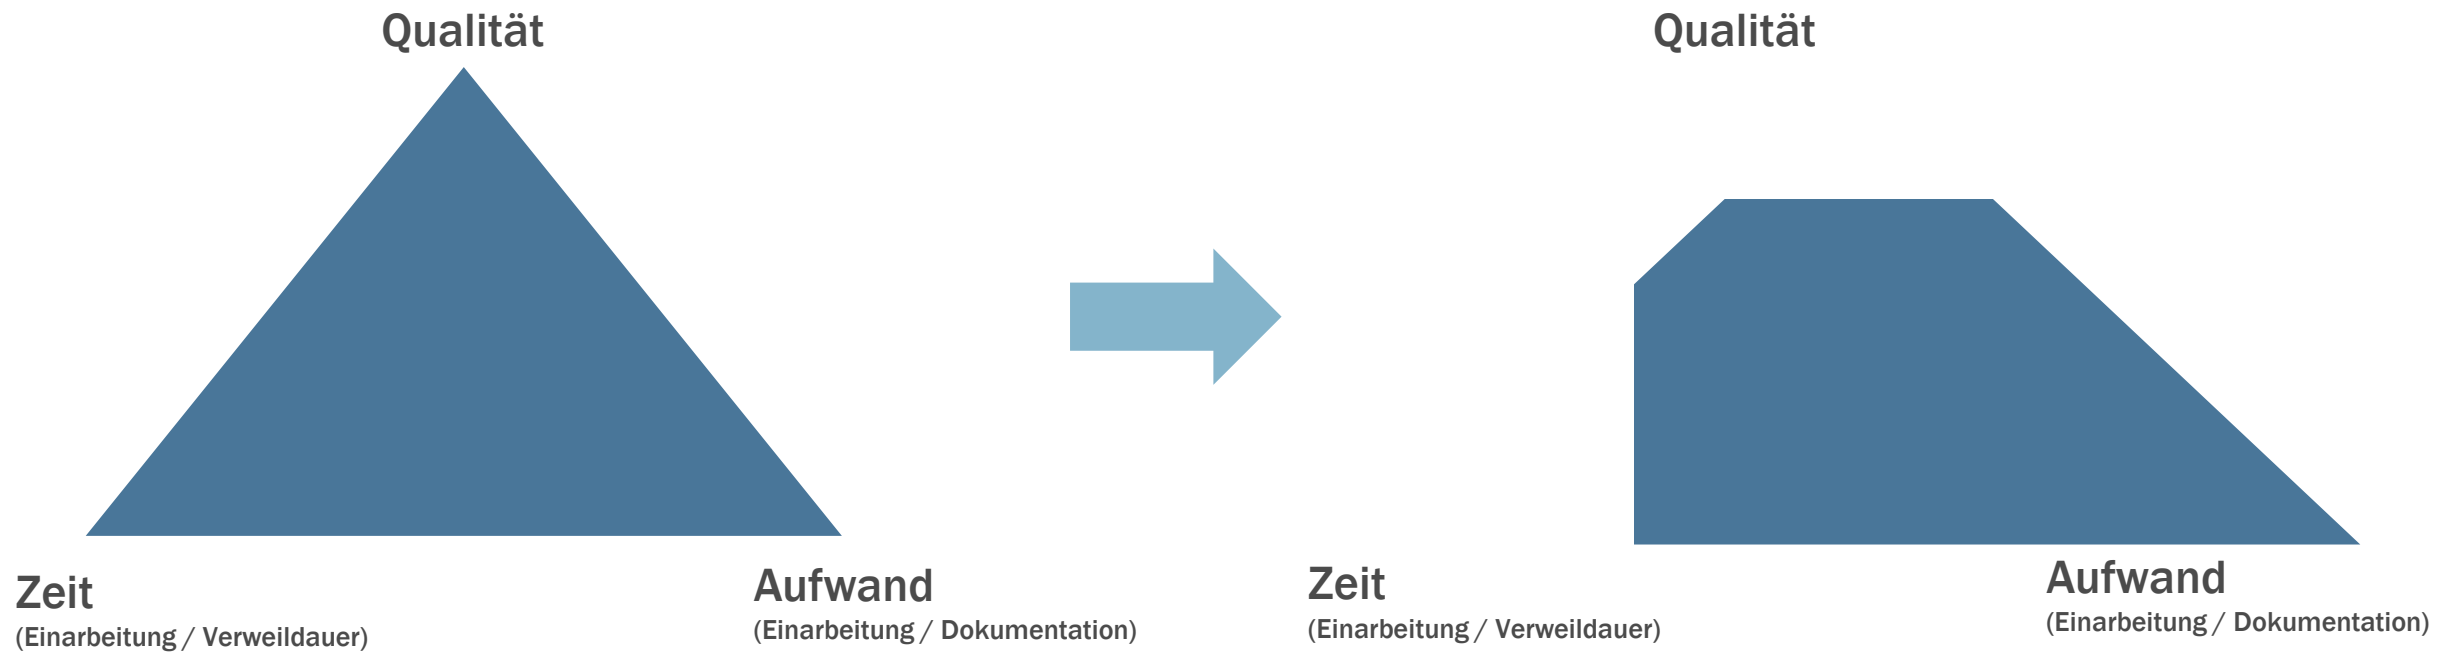 Qualität
Qualität
Zeit
(Einarbeitung / Verweildauer)
Aufwand
(Einarbeitung / Dokumentation)
Zeit
(Einarbeitung / Verweildauer)
Aufwand
(Einarbeitung / Dokumentation)